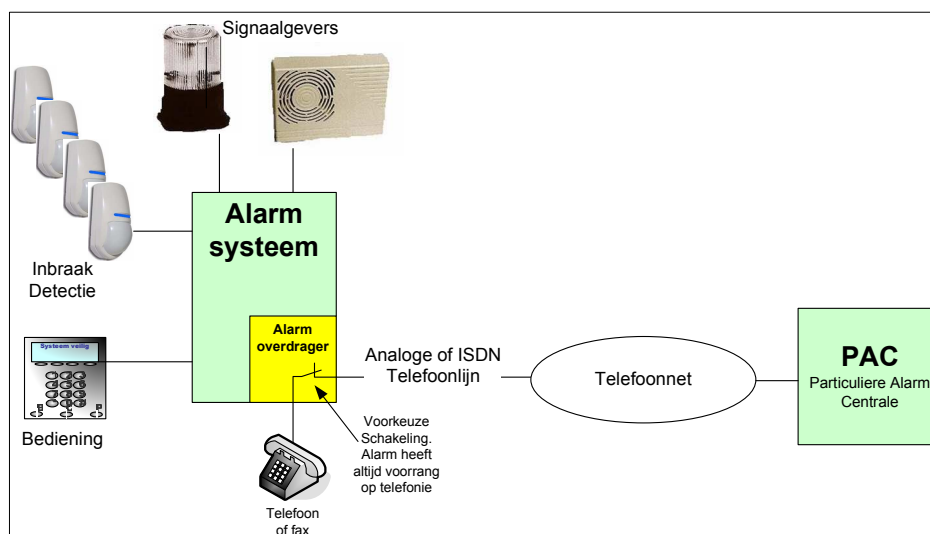 Signaalgevers
Alarm
systeem
Inbraak
Detectie
Systeem veilig
Bediening
Alarm
overdrager
Analoge of ISDN
Telefoonlijn
Telefoonnet
PAC
Particuliere Alarm
Centrale
Voorkeuze
Schakeling.
Alarm heeft
altijd voorrang
op telefonie
Telefoon
of fax